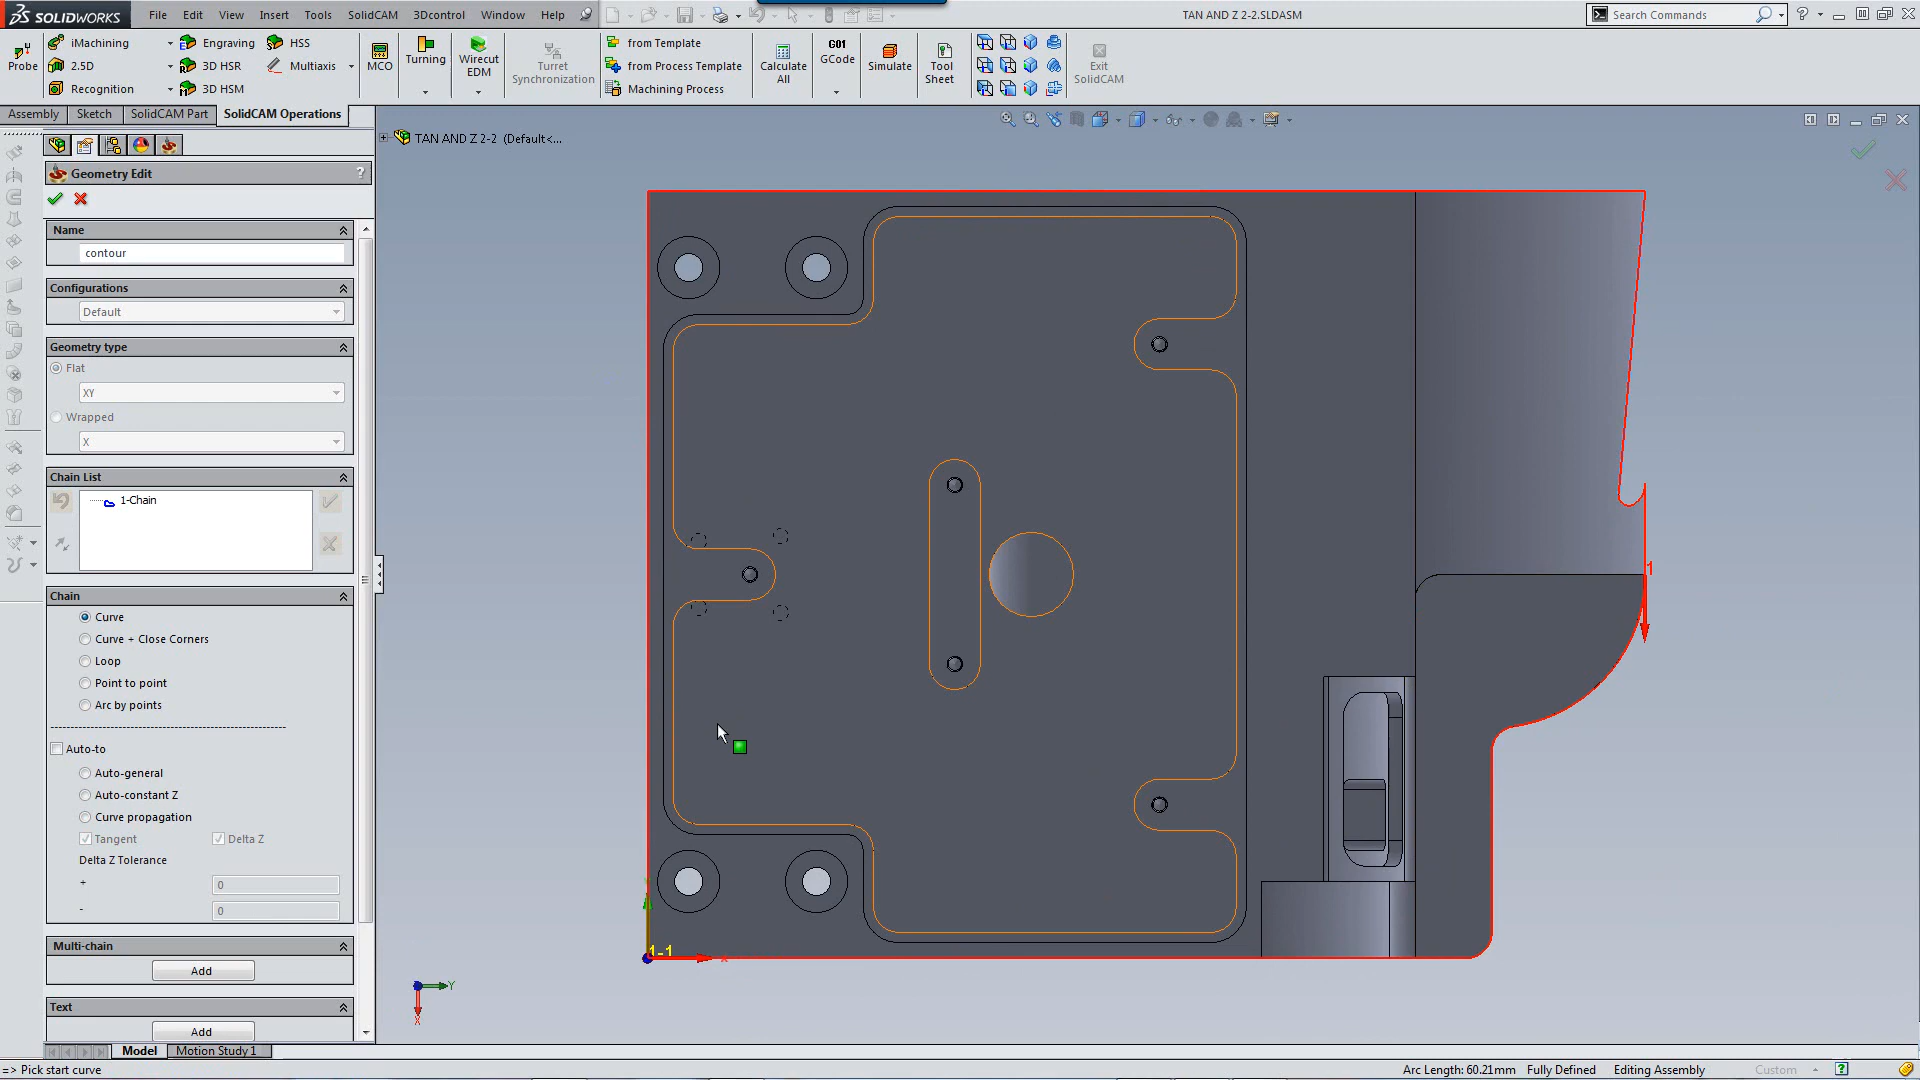 SOLIDWORKS File Edit View Insert Tools SolidCAM 3Dcontrol Window Help TAN AND Z 2-2.SLDASM Search Commands ?
Probe
iMachining
2.5D
Recognition
Engraving
3D HSR
3D HSM
HSS
Multiaxis
MCO
Turning
Wirecut
EDM
Turret
Synchronization
from Template
from Process Template
Machining Process
Calculate
All
G01
GCode
Simulate
Tool
Sheet
Exit
SolidCAM
Assembly Sketch SolidCAM Part SolidCAM Operations
TAN AND Z 2-2 (Default<...
Geometry Edit ?
Name
contour
Configurations
Default
Geometry type
Flat
XY
Wrapped
X
Chain List
1-Chain
Chain
Curve
Curve + Close Corners
Loop
Point to point
Arc by points
Auto-to
Auto-general
Auto-constant Z
Curve propagation
Tangent Delta Z
Delta Z Tolerance
+ 0
- 0
Multi-chain
Add
Text
Add
1
1-1
X
Y
X
Model Motion Study 1
=> Pick start curve Arc Length: 60.21mm Fully Defined Editing Assembly Custom ?